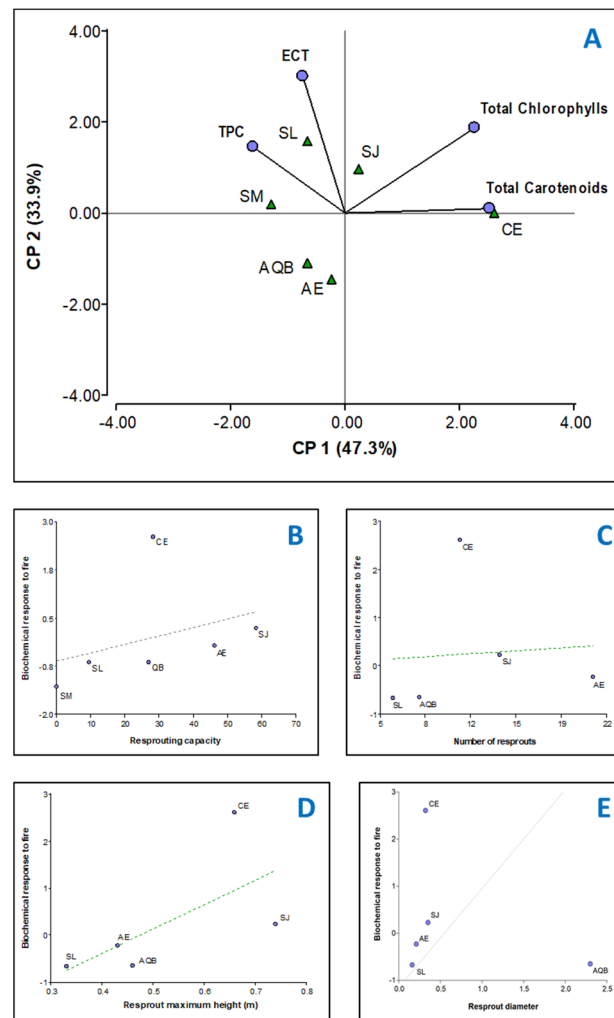 A
4.00
ECT
Total Chlorophylls
2.00
TPC
SL
SJ
Total Carotenoids
SM
0.00
CE
AQB
AE
-2.00
-4.00
CP 2 (33.9%)
-4.00 -2.00 0.00 2.00 4.00
CP 1 (47.3%)
B
3.0
CE
1.8
0.5
SJ
AE
-0.8
SL
QB
SM
-2.0
Biochemical response to fire
0 10 20 30 40 50 60 70
Resprouting capacity
C
3
CE
2
1
SJ
0
AE
SL
AQB
-1
Biochemical response to fire
5 8 12 15 19 22
Number of resprouts
D
3
CE
2
1
SJ
0
AE
SL
AQB
-1
Biochemical response to fire
0.3 0.4 0.5 0.6 0.7 0.8
Resprout maximum height (m)
E
3
CE
2
1
SJ
0
AE
SL
AQB
-1
Biochemical response to fire
0.0 0.5 1.0 1.5 2.0 2.5
Resprout diameter